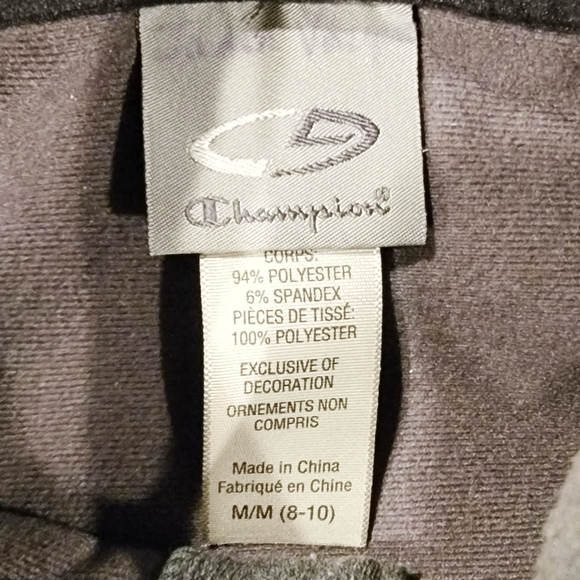 Champion®
CORPS:
94% POLYESTER
6% SPANDEX
PIÈCES DE TISSÉ:
100% POLYESTER
EXCLUSIVE OF
DECORATION
ORNEMENTS NON
COMPRIS
Made in China
Fabriqué en Chine
M/M (8-10)